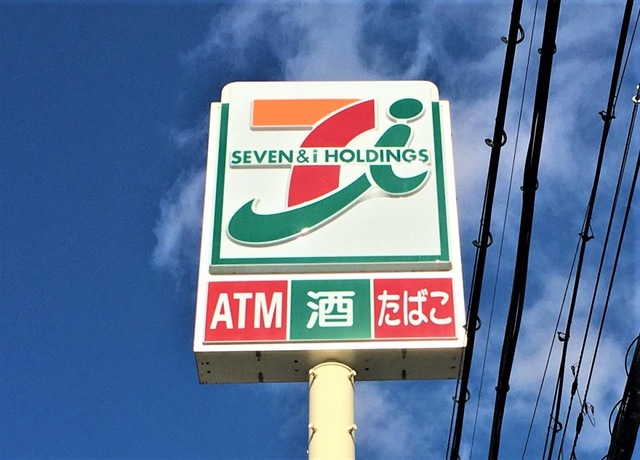 SEVEN & i HOLDINGS
ATM 酒 たばこ